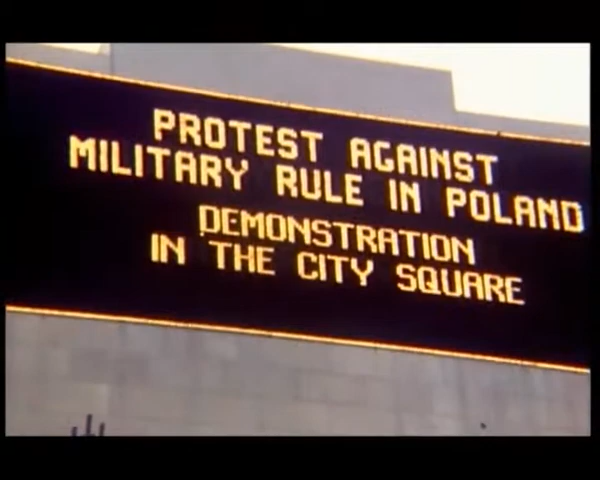 PROTEST AGAINST
MILITARY RULE IN POLAND
DEMONSTRATION
IN THE CITY SQUARE